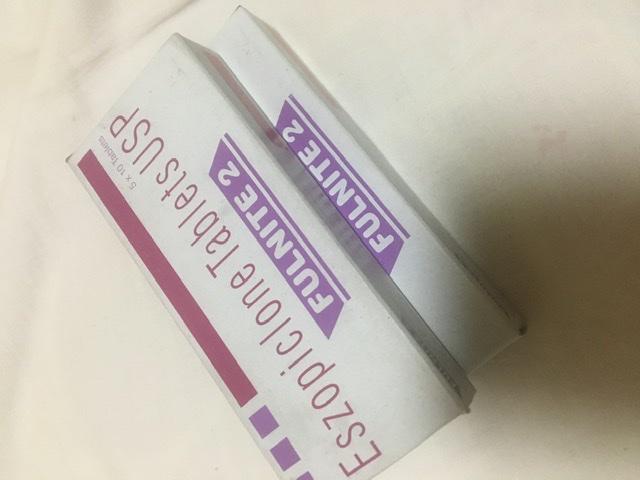 5 x 10 Tablets
Eszopiclone Tablets USP
FULNITE 2
FULNITE 2